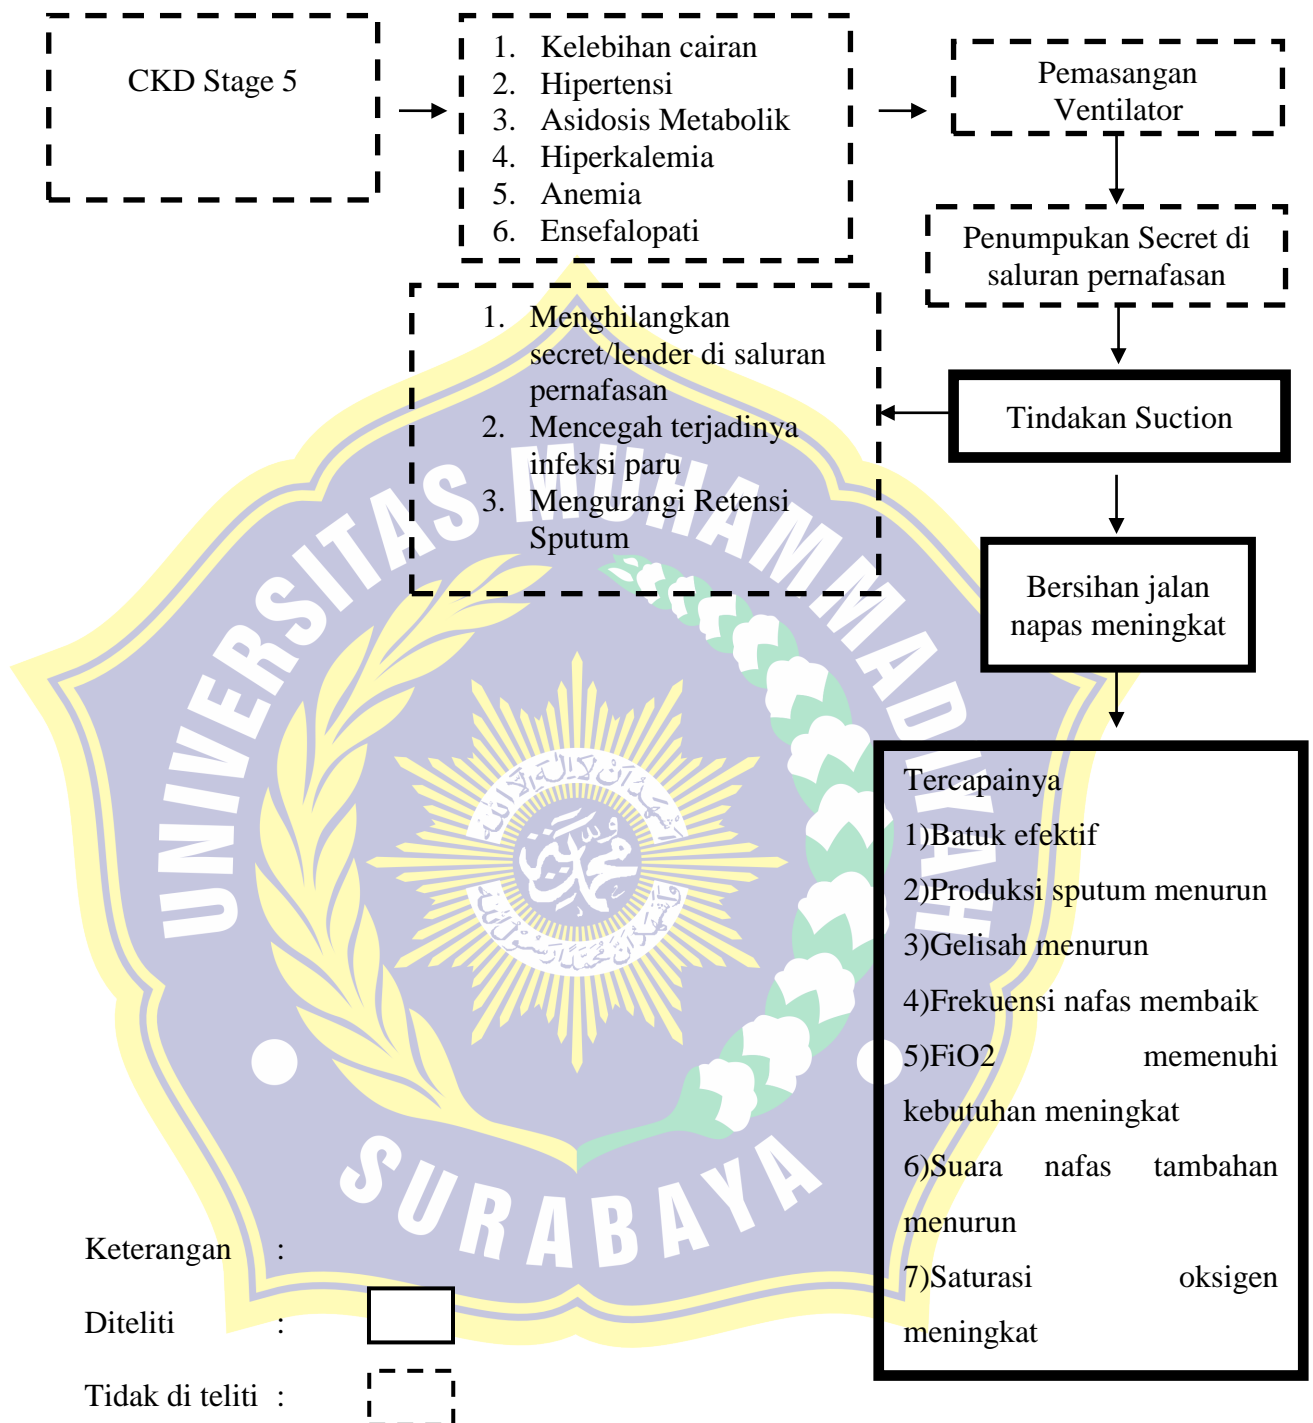 CKD Stage 5
1. Kelebihan cairan
2. Hipertensi
3. Asidosis Metabolik
4. Hiperkalemia
5. Anemia
6. Ensefalopati
Pemasangan
Ventilator
Penumpukan Secret di
saluran pernafasan
1. Menghilangkan
secret/lender di saluran
pernafasan
2. Mencegah terjadinya
infeksi paru
3. Mengurangi Retensi
Sputum
Tindakan Suction
Bersihan jalan
napas meningkat
Tercapainya
1)Batuk efektif
2)Produksi sputum menurun
3)Gelisah menurun
4)Frekuensi nafas membaik
5)FiO2 memenuhi
kebutuhan meningkat
6)Suara nafas tambahan
menurun
7)Saturasi oksigen
meningkat
UNIVERSITAS MUHAMMADIYAH
SURABAYA
Keterangan :
Diteliti :
Tidak di teliti :